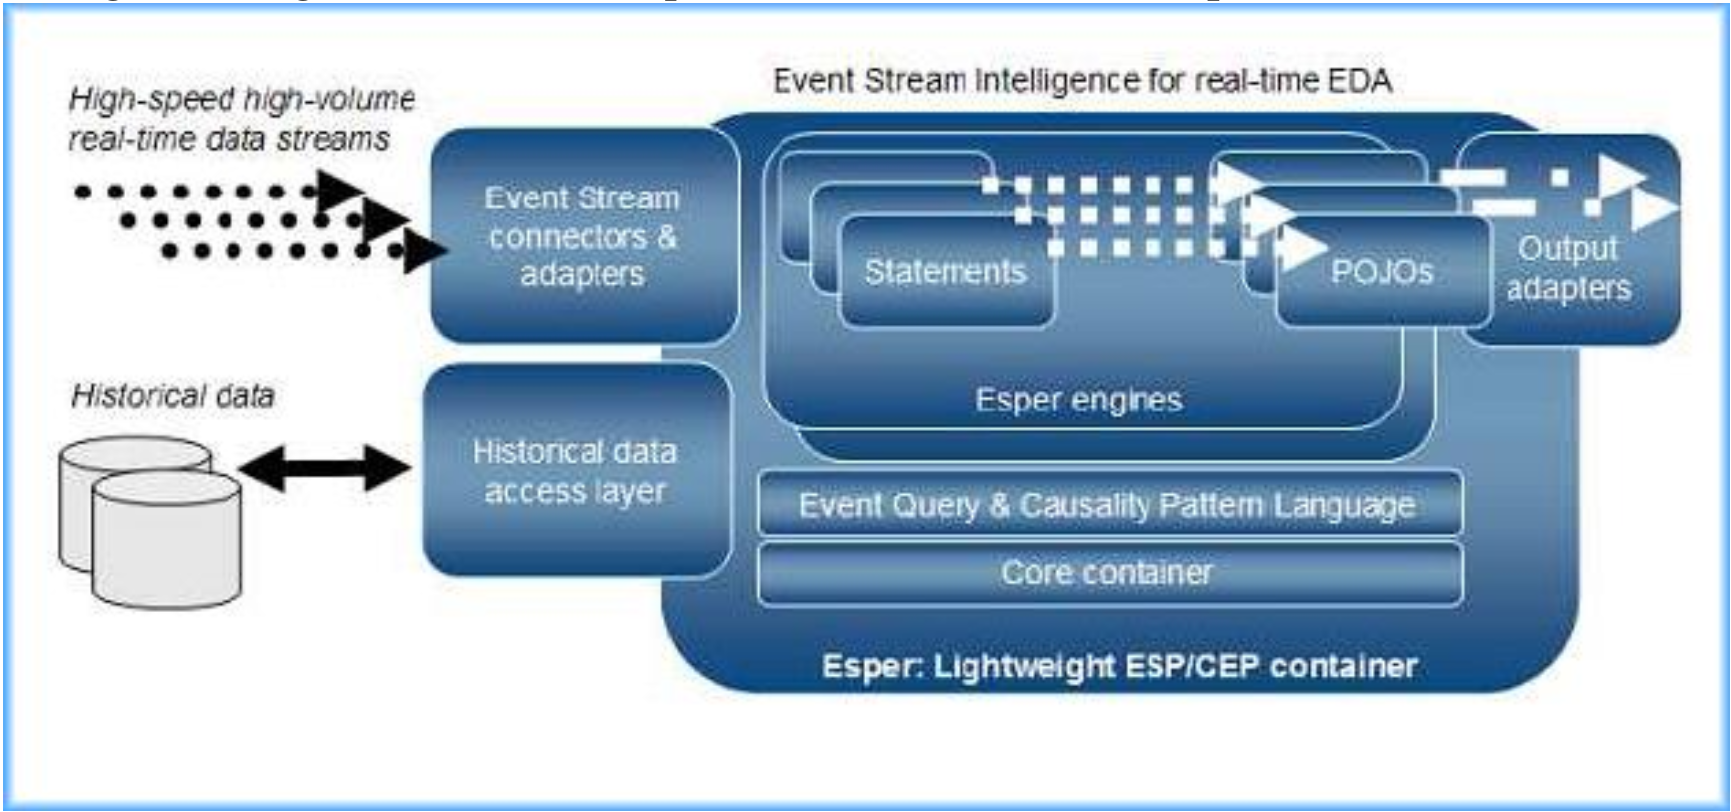 Event Stream Intelligence for real-time EDA
High-speed high-volume
real-time data streams
Event Stream
connectors &
adapters
Statements
POJOs
Output
adapters
Esper engines
Historical data
Historical data
access layer
Event Query & Causality Pattern Language
Core container
Esper: Lightweight ESP/CEP container